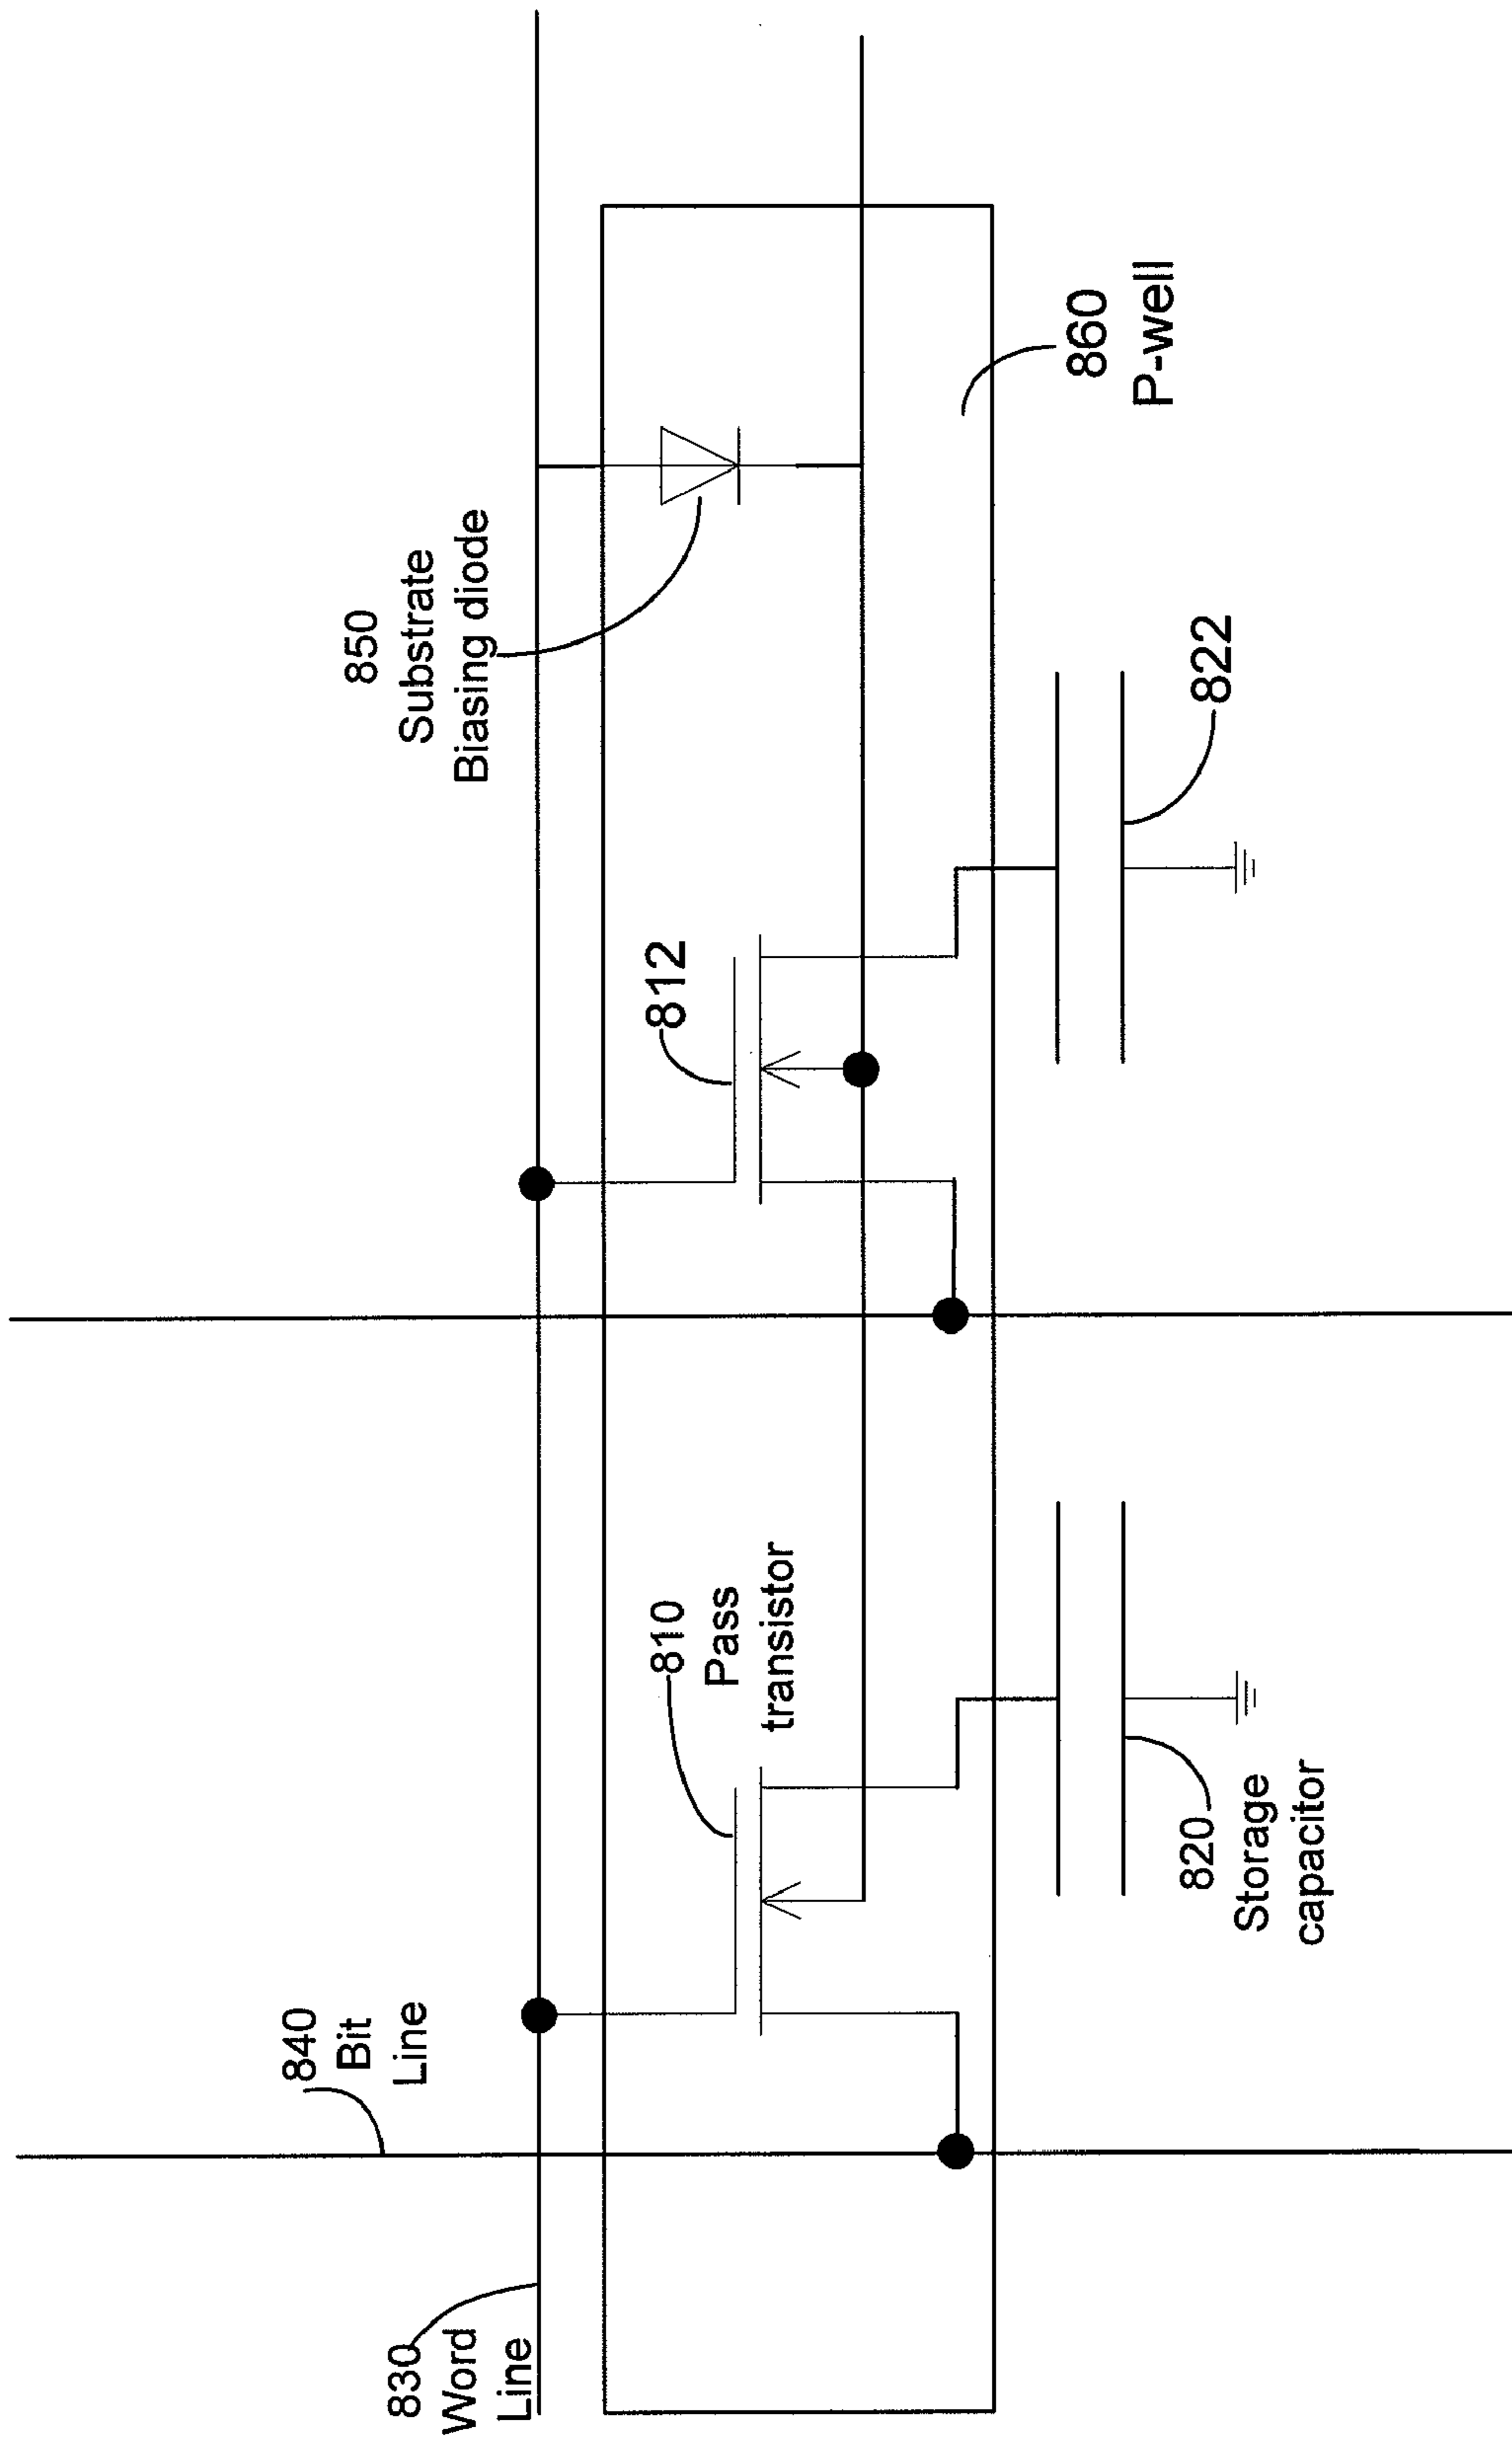 830
Word
Line
840
Bit
Line
810
Pass
transistor
820
Storage
capacitor
812
822
850
Substrate
Biasing diode
860
P-well